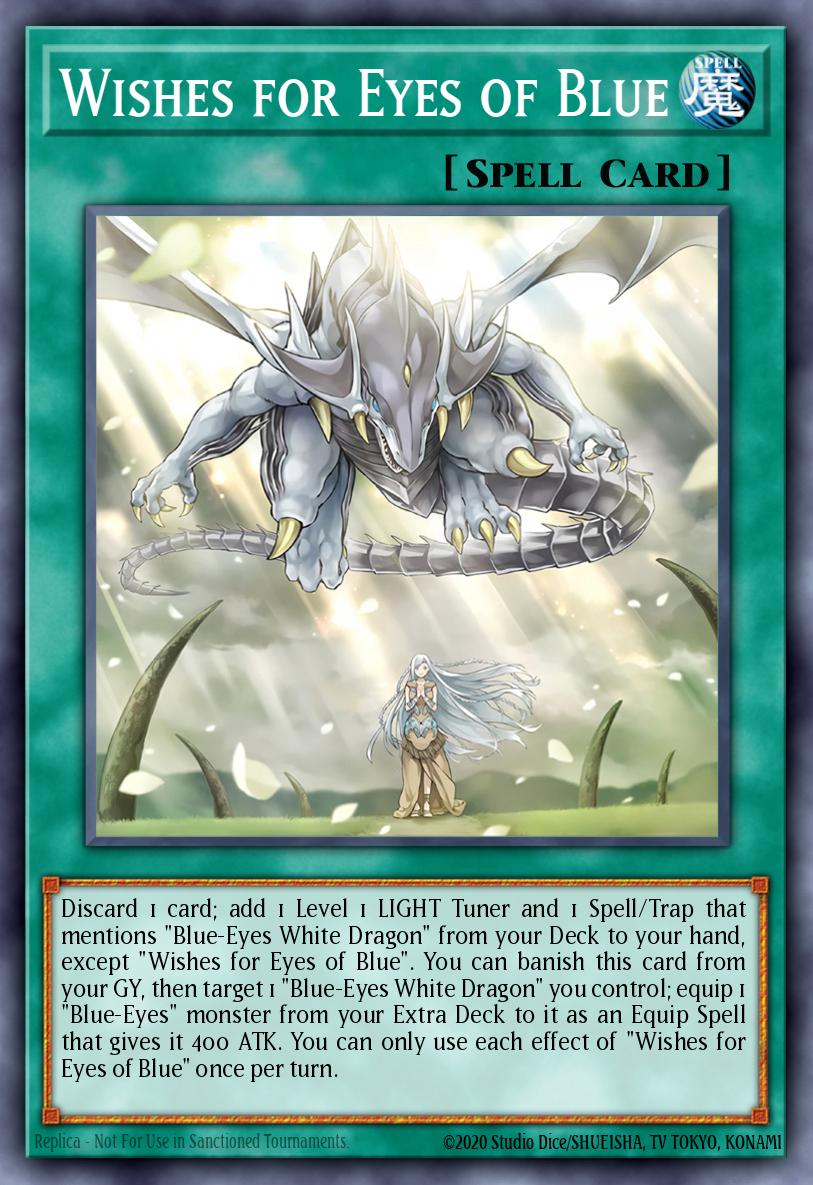 WISHES FOR EYES OF BLUE
SPELL
魔
[ SPELL CARD ]
Discard 1 card; add 1 Level 1 LIGHT Tuner and 1 Spell/Trap that
mentions "Blue-Eyes White Dragon" from your Deck to your hand,
except "Wishes for Eyes of Blue". You can banish this card from
your GY, then target 1 "Blue-Eyes White Dragon" you control; equip 1
"Blue-Eyes" monster from your Extra Deck to it as an Equip Spell
that gives it 400 ATK. You can only use each effect of "Wishes for
Eyes of Blue" once per turn.
Replica - Not For Use in Sanctioned Tournaments.
©2020 Studio Dice/SHUEISHA, TV TOKYO, KONAMI